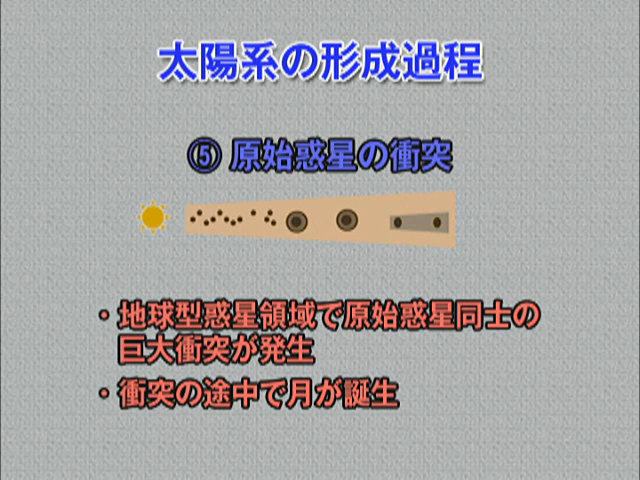 太陽系の形成過程
⑤ 原始惑星の衝突
・地球型惑星領域で原始惑星同士の
巨大衝突が発生
・衝突の途中で月が誕生